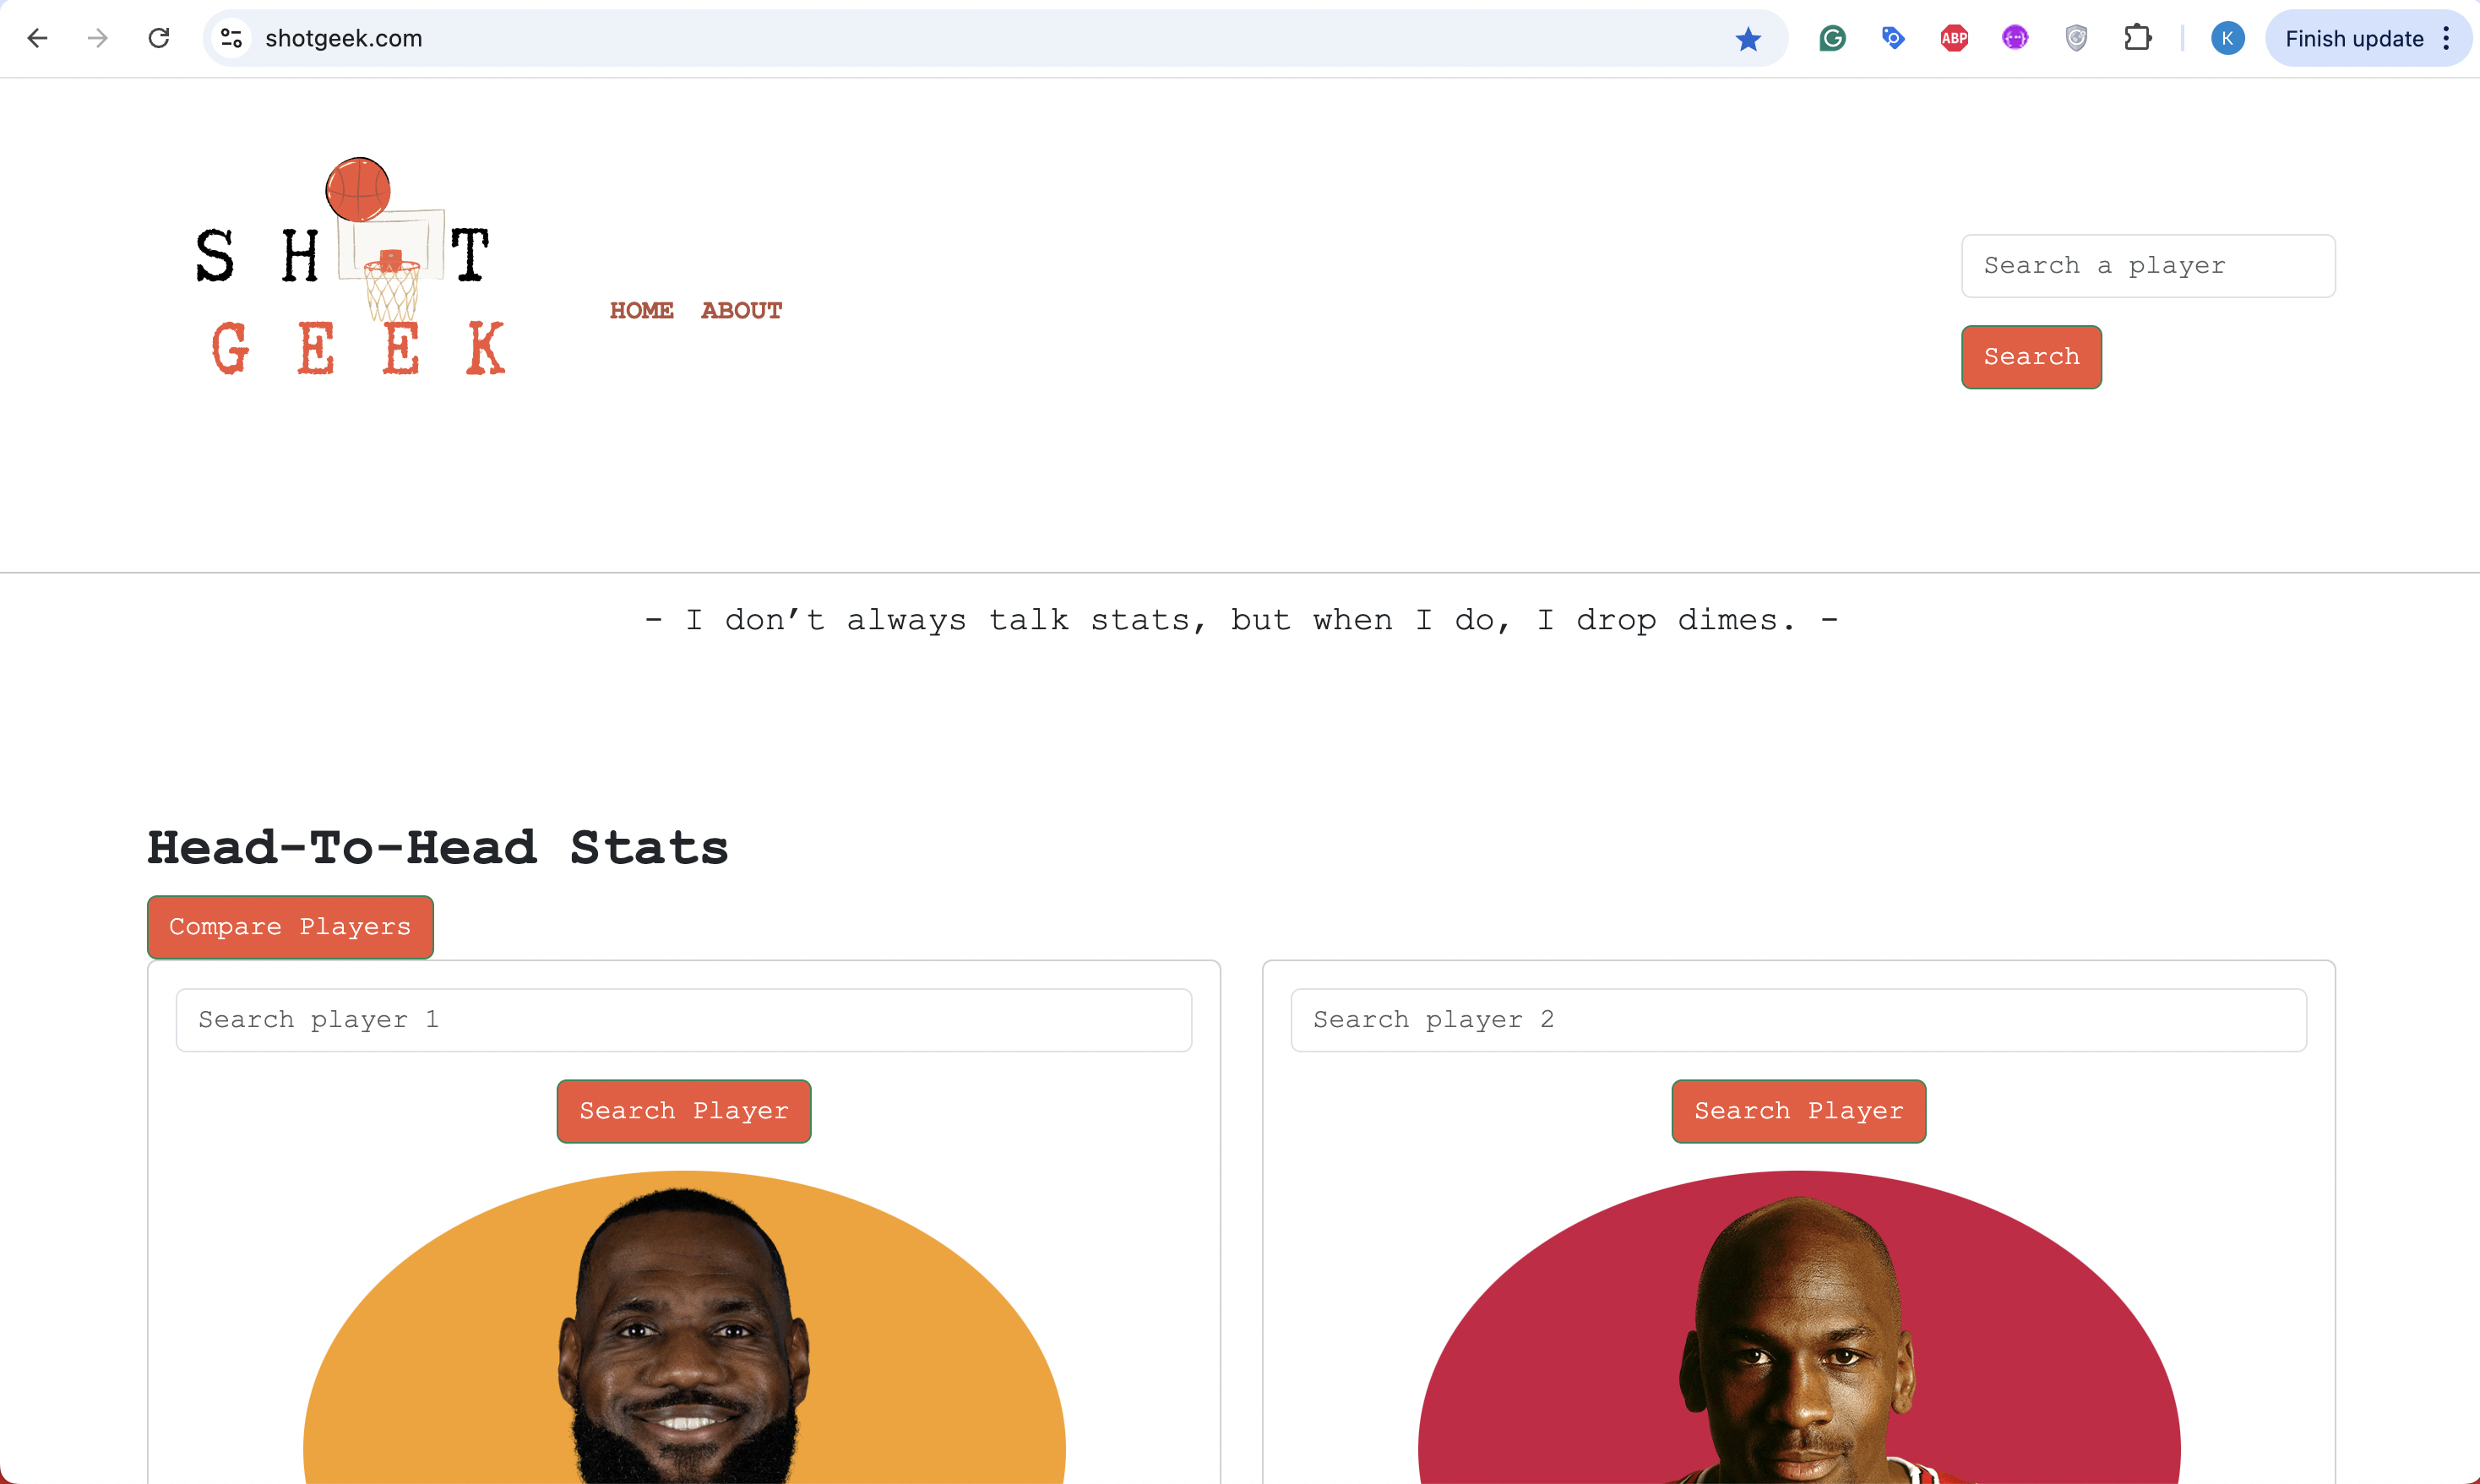 shotgeek.com
ABP
K
Finish update
S H T
G E E K
HOME ABOUT
Search a player
Search
- I don’t always talk stats, but when I do, I drop dimes. -
Head-To-Head Stats
Compare Players
Search player 1
Search player 2
Search Player
Search Player